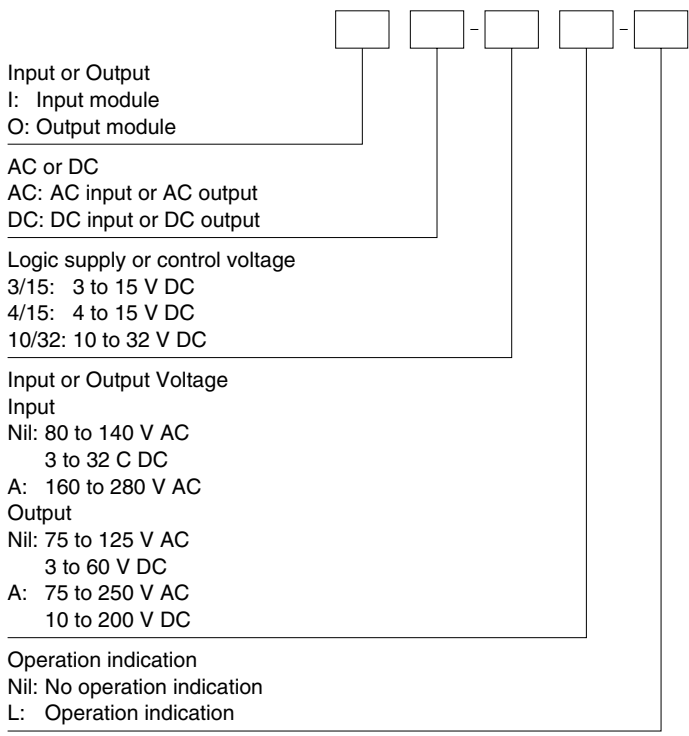 - -
Input or Output
I: Input module
O: Output module
AC or DC
AC: AC input or AC output
DC: DC input or DC output
Logic supply or control voltage
3/15: 3 to 15 V DC
4/15: 4 to 15 V DC
10/32: 10 to 32 V DC
Input or Output Voltage
Input
Nil: 80 to 140 V AC
3 to 32 C DC
A: 160 to 280 V AC
Output
Nil: 75 to 125 V AC
3 to 60 V DC
A: 75 to 250 V AC
10 to 200 V DC
Operation indication
Nil: No operation indication
L: Operation indication